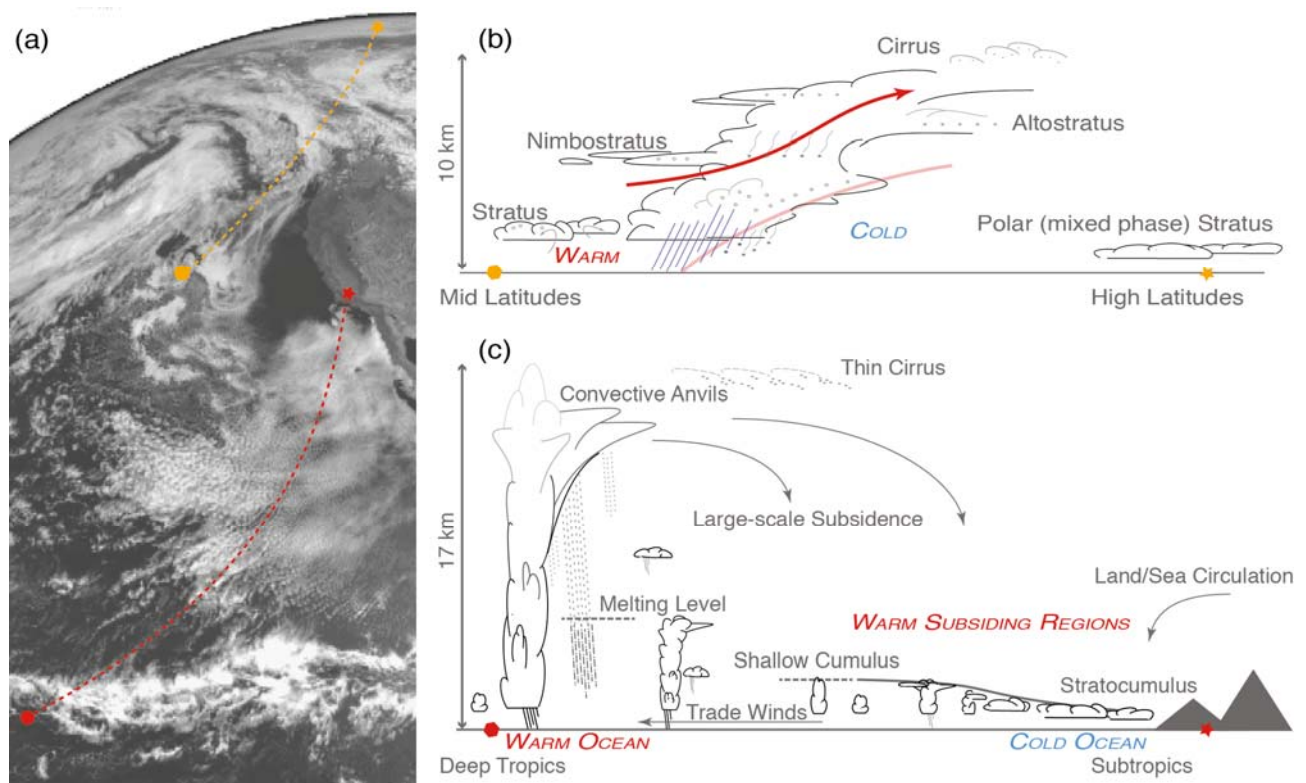 (a)
(b)
Cirrus
10 km
Nimbostratus
Altostratus
Stratus
COLD
Polar (mixed phase) Stratus
WARM
Mid Latitudes
High Latitudes
(c)
Thin Cirrus
Convective Anvils
17 km
Large-scale Subsidence
Land/Sea Circulation
Melting Level
WARM SUBSIDING REGIONS
Shallow Cumulus
Stratocumulus
Trade Winds
WARM OCEAN
COLD OCEAN
Deep Tropics
Subtropics